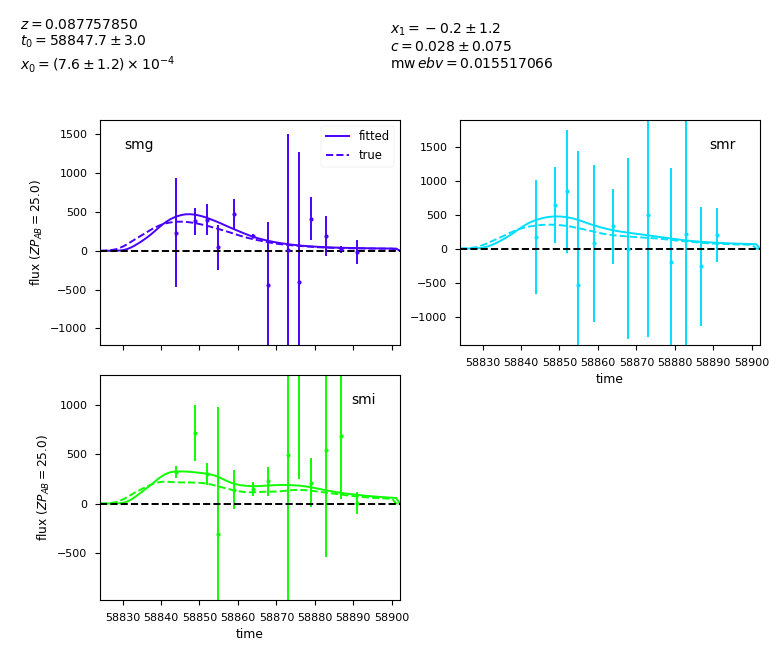 z = 0.087757850
t₀ = 58847.7 ± 3.0
x₀ = (7.6 ± 1.2) × 10⁻⁴
x₁ = −0.2 ± 1.2
c = 0.028 ± 0.075
mw ebv = 0.015517066
smg
fitted
true
1500
1000
500
0
−500
−1000
flux (ZP_AB = 25.0)
smr
1500
1000
500
0
−500
−1000
58830 58840 58850 58860 58870 58880 58890 58900
time
smi
1000
500
0
−500
flux (ZP_AB = 25.0)
58830 58840 58850 58860 58870 58880 58890 58900
time